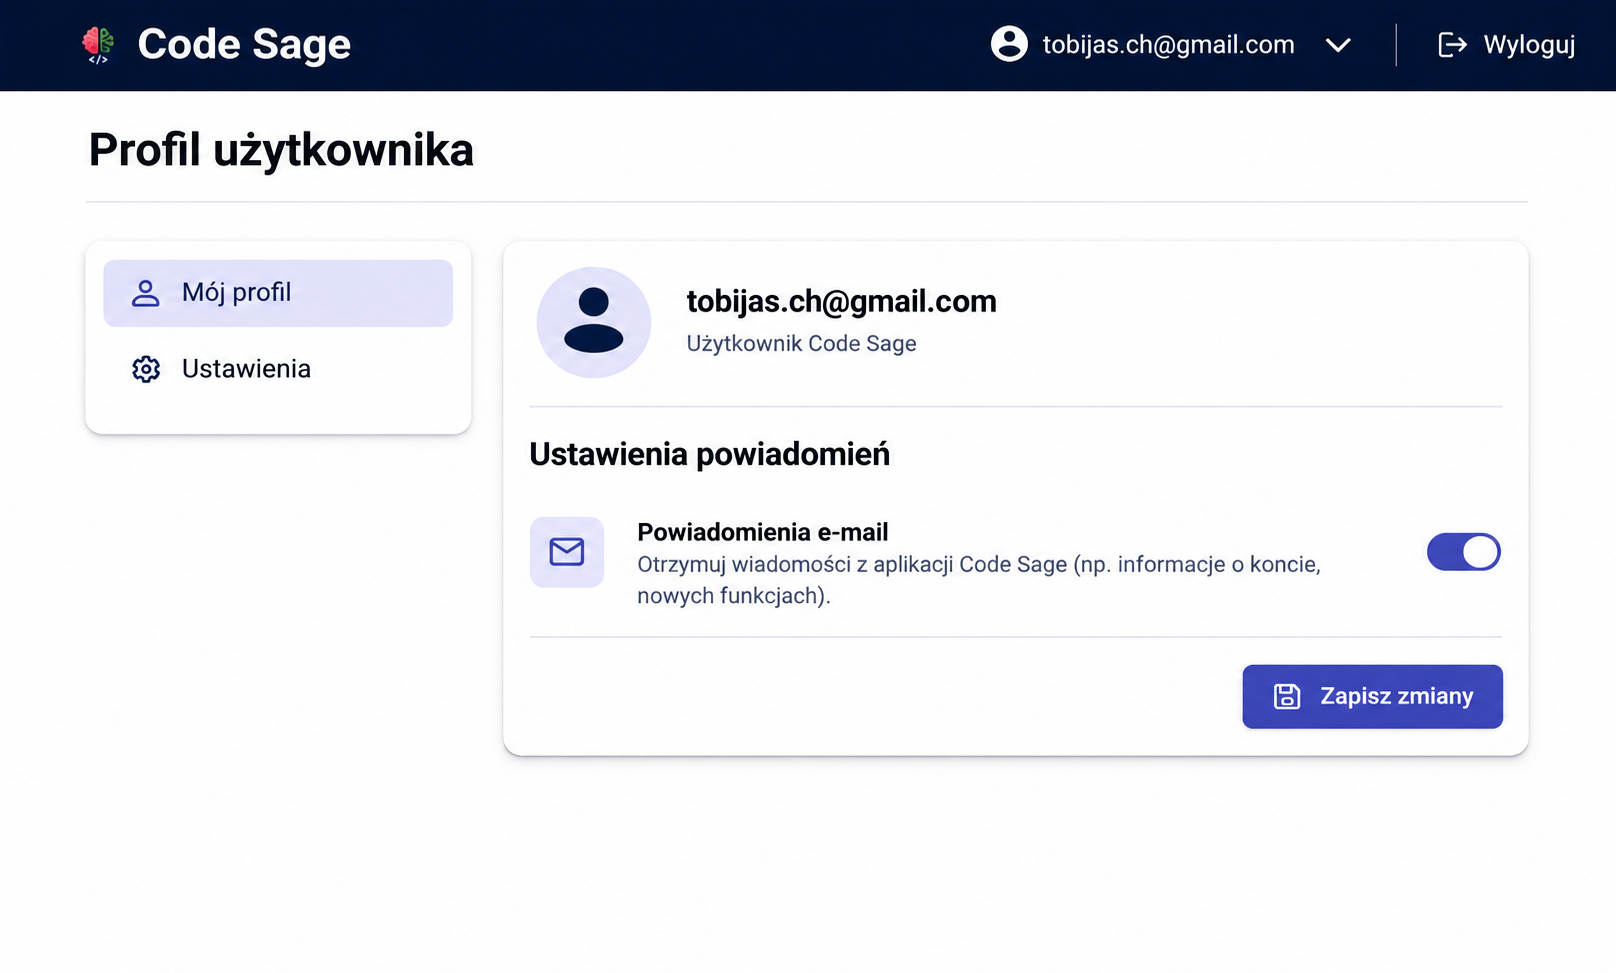 </> Code Sage
tobijas.ch@gmail.com
Wyloguj
Profil użytkownika
Mój profil
Ustawienia
tobijas.ch@gmail.com
Użytkownik Code Sage
Ustawienia powiadomień
Powiadomienia e-mail
Otrzymuj wiadomości z aplikacji Code Sage (np. informacje o koncie,
nowych funkcjach).
Zapisz zmiany